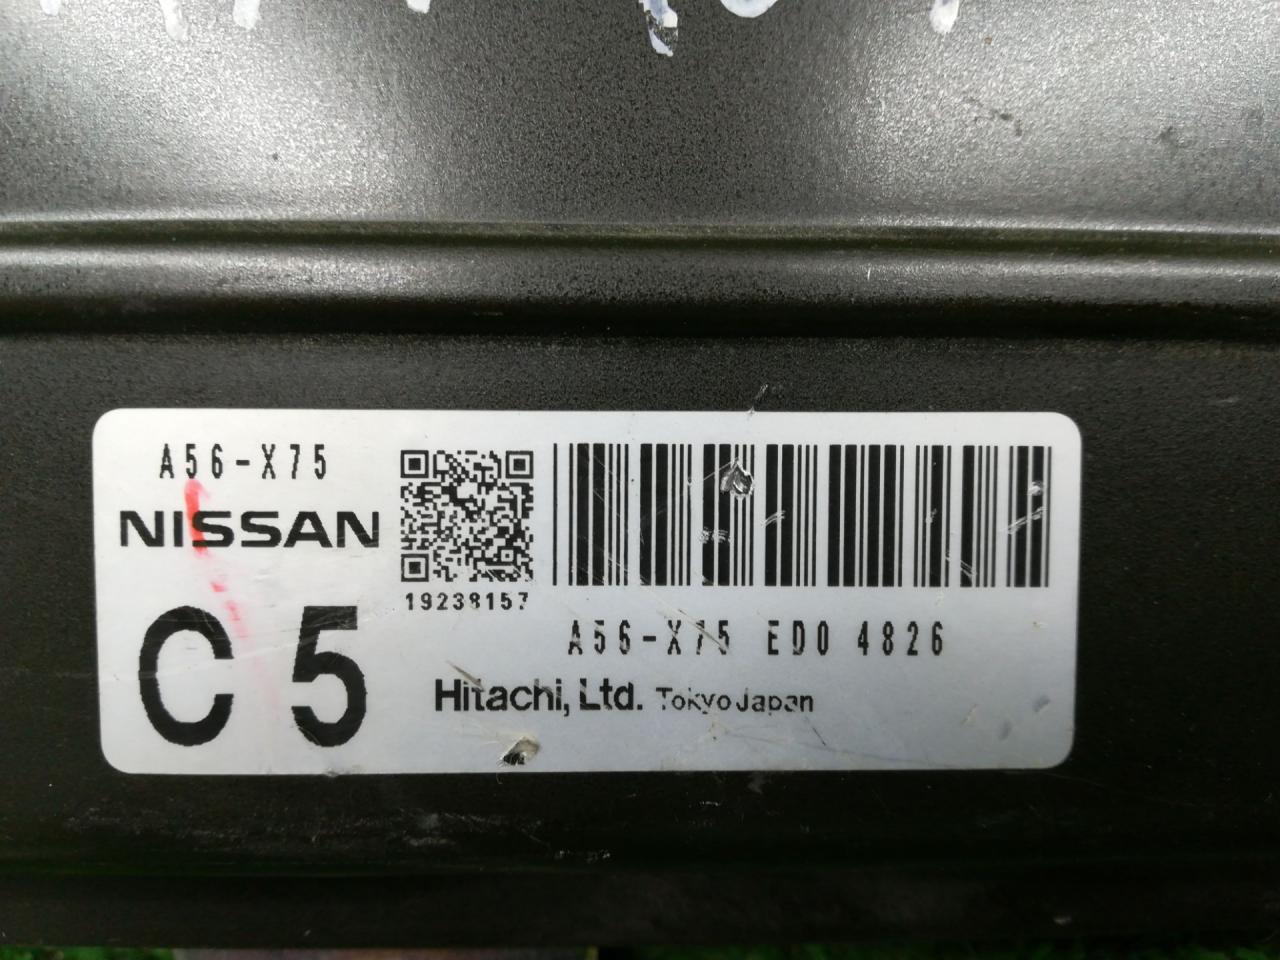 A56-X75
NISSAN
C5
19238157
A56-X75 ED0 4826
Hitachi, Ltd. Tokyo Japan